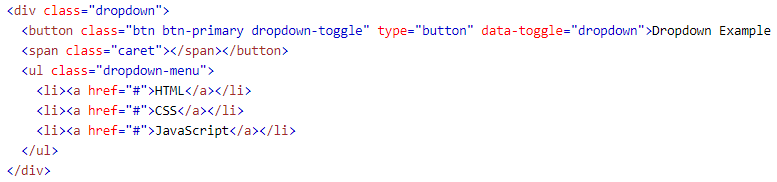 <div class="dropdown">
  <button class="btn btn-primary dropdown-toggle" type="button" data-toggle="dropdown">Dropdown Example
  <span class="caret"></span></button>
  <ul class="dropdown-menu">
    <li><a href="#">HTML</a></li>
    <li><a href="#">CSS</a></li>
    <li><a href="#">JavaScript</a></li>
  </ul>
</div>